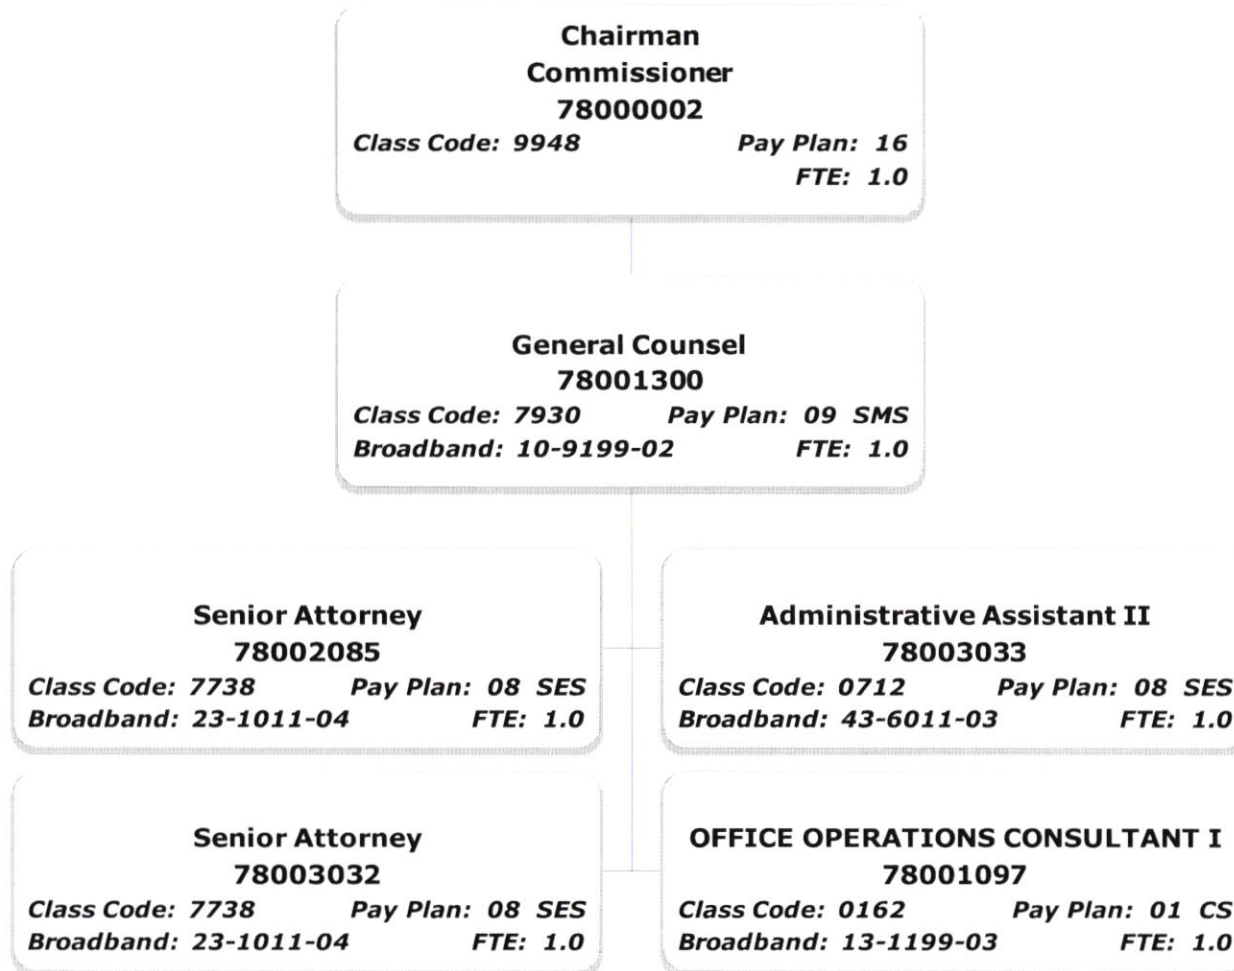 Chairman
Commissioner
78000002
Class Code: 9948 Pay Plan: 16
FTE: 1.0
General Counsel
78001300
Class Code: 7930 Pay Plan: 09 SMS
Broadband: 10-9199-02 FTE: 1.0
Senior Attorney
78002085
Class Code: 7738 Pay Plan: 08 SES
Broadband: 23-1011-04 FTE: 1.0
Administrative Assistant II
78003033
Class Code: 0712 Pay Plan: 08 SES
Broadband: 43-6011-03 FTE: 1.0
Senior Attorney
78003032
Class Code: 7738 Pay Plan: 08 SES
Broadband: 23-1011-04 FTE: 1.0
OFFICE OPERATIONS CONSULTANT I
78001097
Class Code: 0162 Pay Plan: 01 CS
Broadband: 13-1199-03 FTE: 1.0